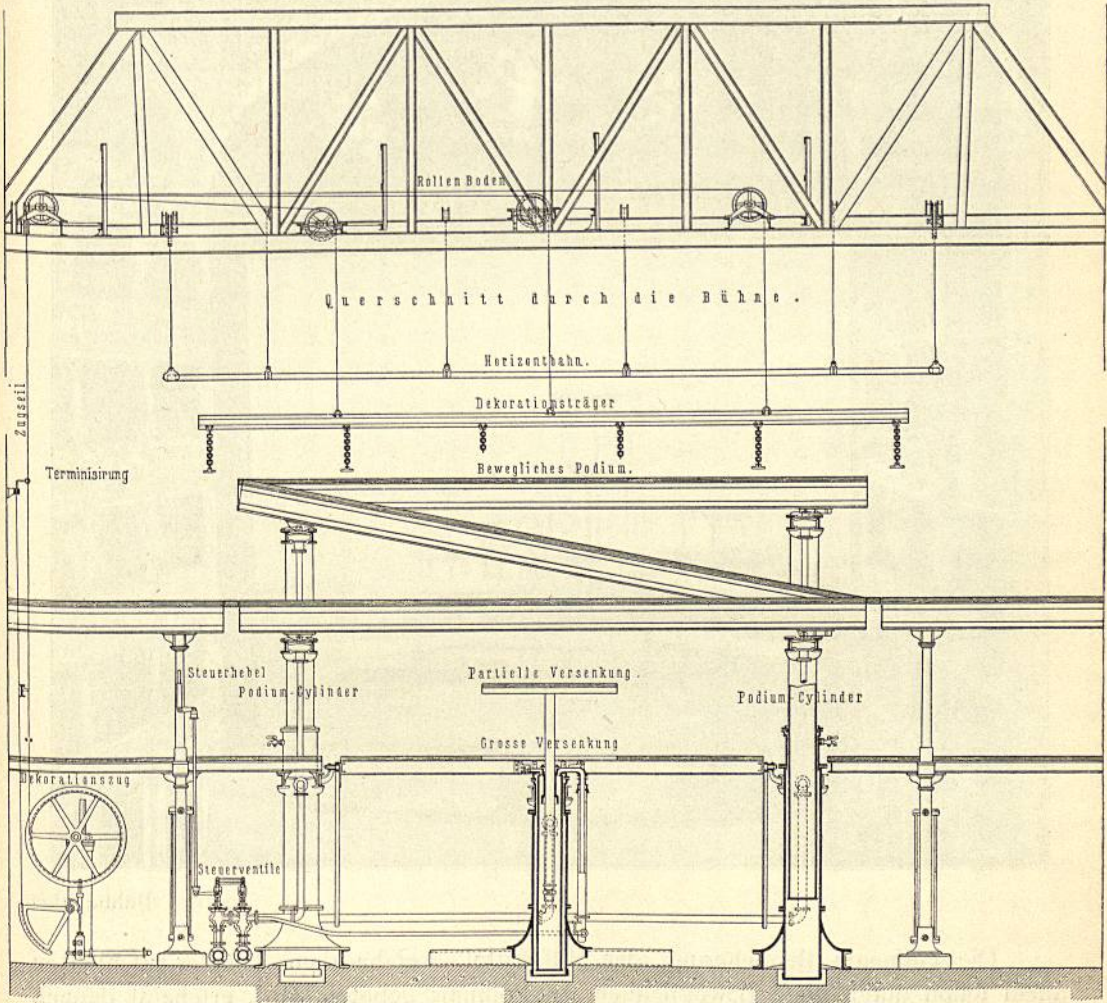 Rollen Boden
Querschnitt durch die Bühne.
Horizontbahn.
Zugseil
Dekorationsträger
Terminisirung
Bewegliches Podium.
Steuerhebel
Partielle Versenkung.
Podium-Cylinder
Podium-Cylinder
Grosse Versenkung
Dekorationszug
Steuerventile